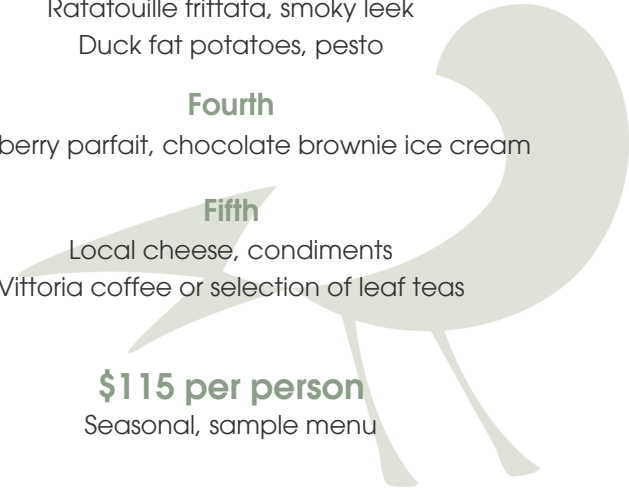 Ratatouille frittata, smoky leek
Duck fat potatoes, pesto
Fourth
berry parfait, chocolate brownie ice cream
Fifth
Local cheese, condiments
Vittoria coffee or selection of leaf teas
$115 per person
Seasonal, sample menu